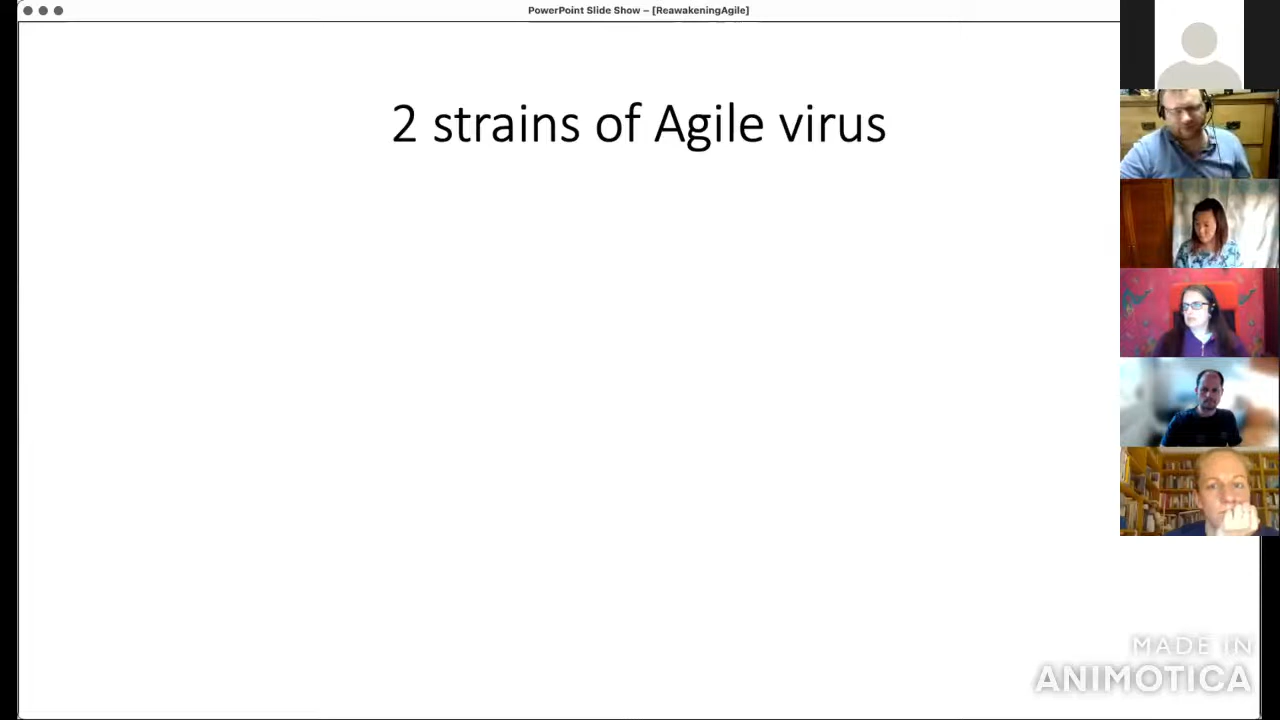 PowerPoint Slide Show – [ReawakeningAgile]
2 strains of Agile virus
MADE IN
ANIMOTICA